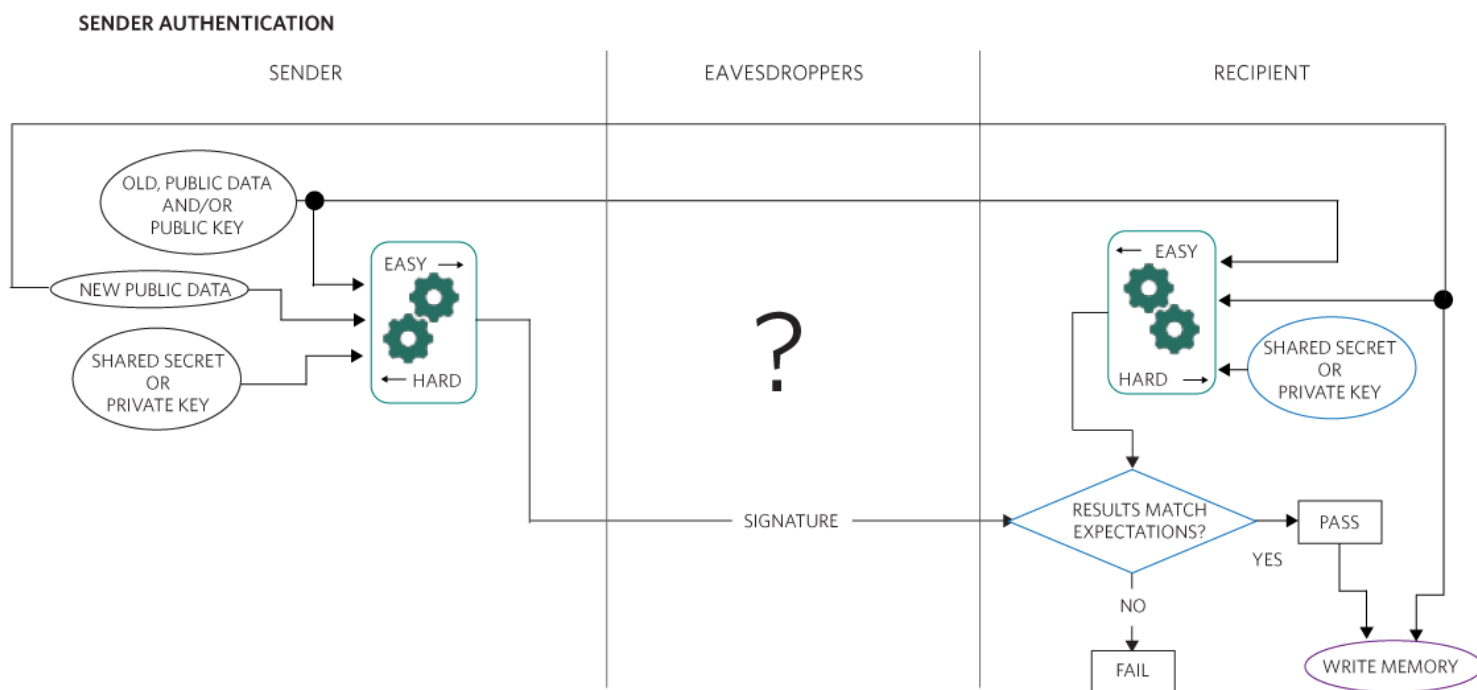 SENDER AUTHENTICATION
SENDER
EAVESDROPPERS
RECIPIENT
OLD, PUBLIC DATA
AND/OR
PUBLIC KEY
NEW PUBLIC DATA
SHARED SECRET
OR
PRIVATE KEY
EASY
HARD
?
EASY
HARD
SHARED SECRET
OR
PRIVATE KEY
SIGNATURE
RESULTS MATCH
EXPECTATIONS?
YES
PASS
NO
FAIL
WRITE MEMORY